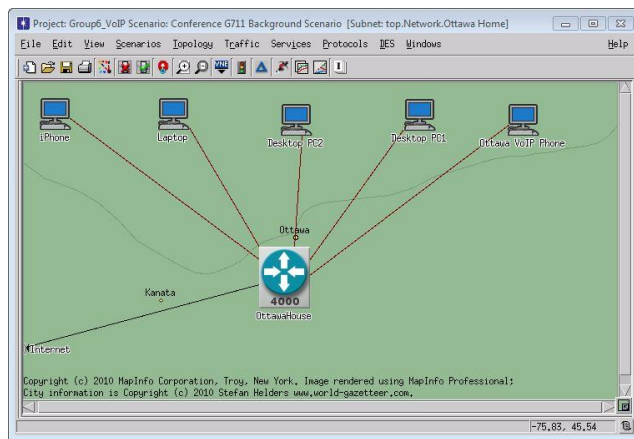 Project: Group6_VoIP Scenario: Conference G711 Background Scenario [Subnet: top.Network.Ottawa Home]
File Edit View Scenarios Topology Traffic Services Protocols DES Windows Help
VNE
iPhone
Laptop
Desktop PC2
Desktop PC1
Ottawa VoIP Phone
Ottawa
4000
Kanata
OttawaHouse
Internet
Copyright (c) 2010 MapInfo Corporation, Troy, New York. Image rendered using MapInfo Professional;
City information is Copyright (c) 2010 Stefan Helders www.world-gazetteer.com.
-75.83, 45.54